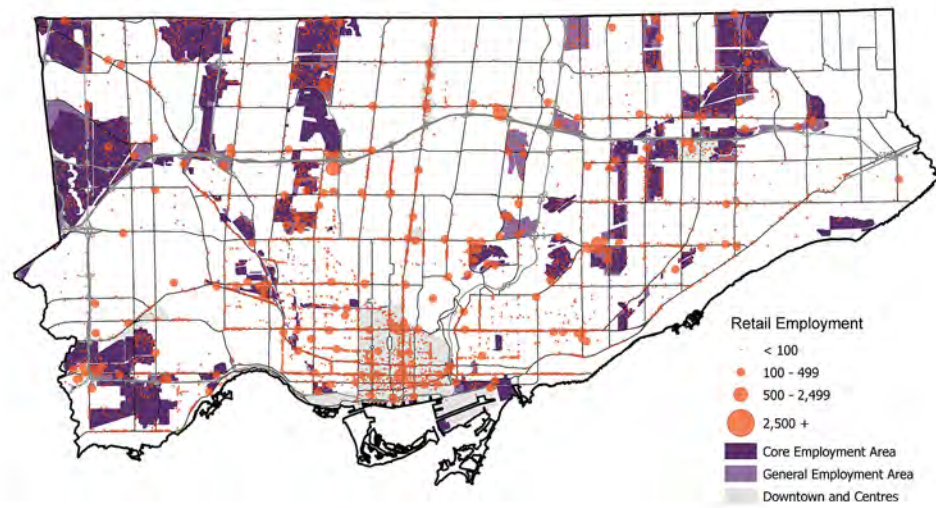 Retail Employment
< 100
100 - 499
500 - 2,499
2,500 +
Core Employment Area
General Employment Area
Downtown and Centres